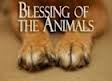 Blessing
of the Animals